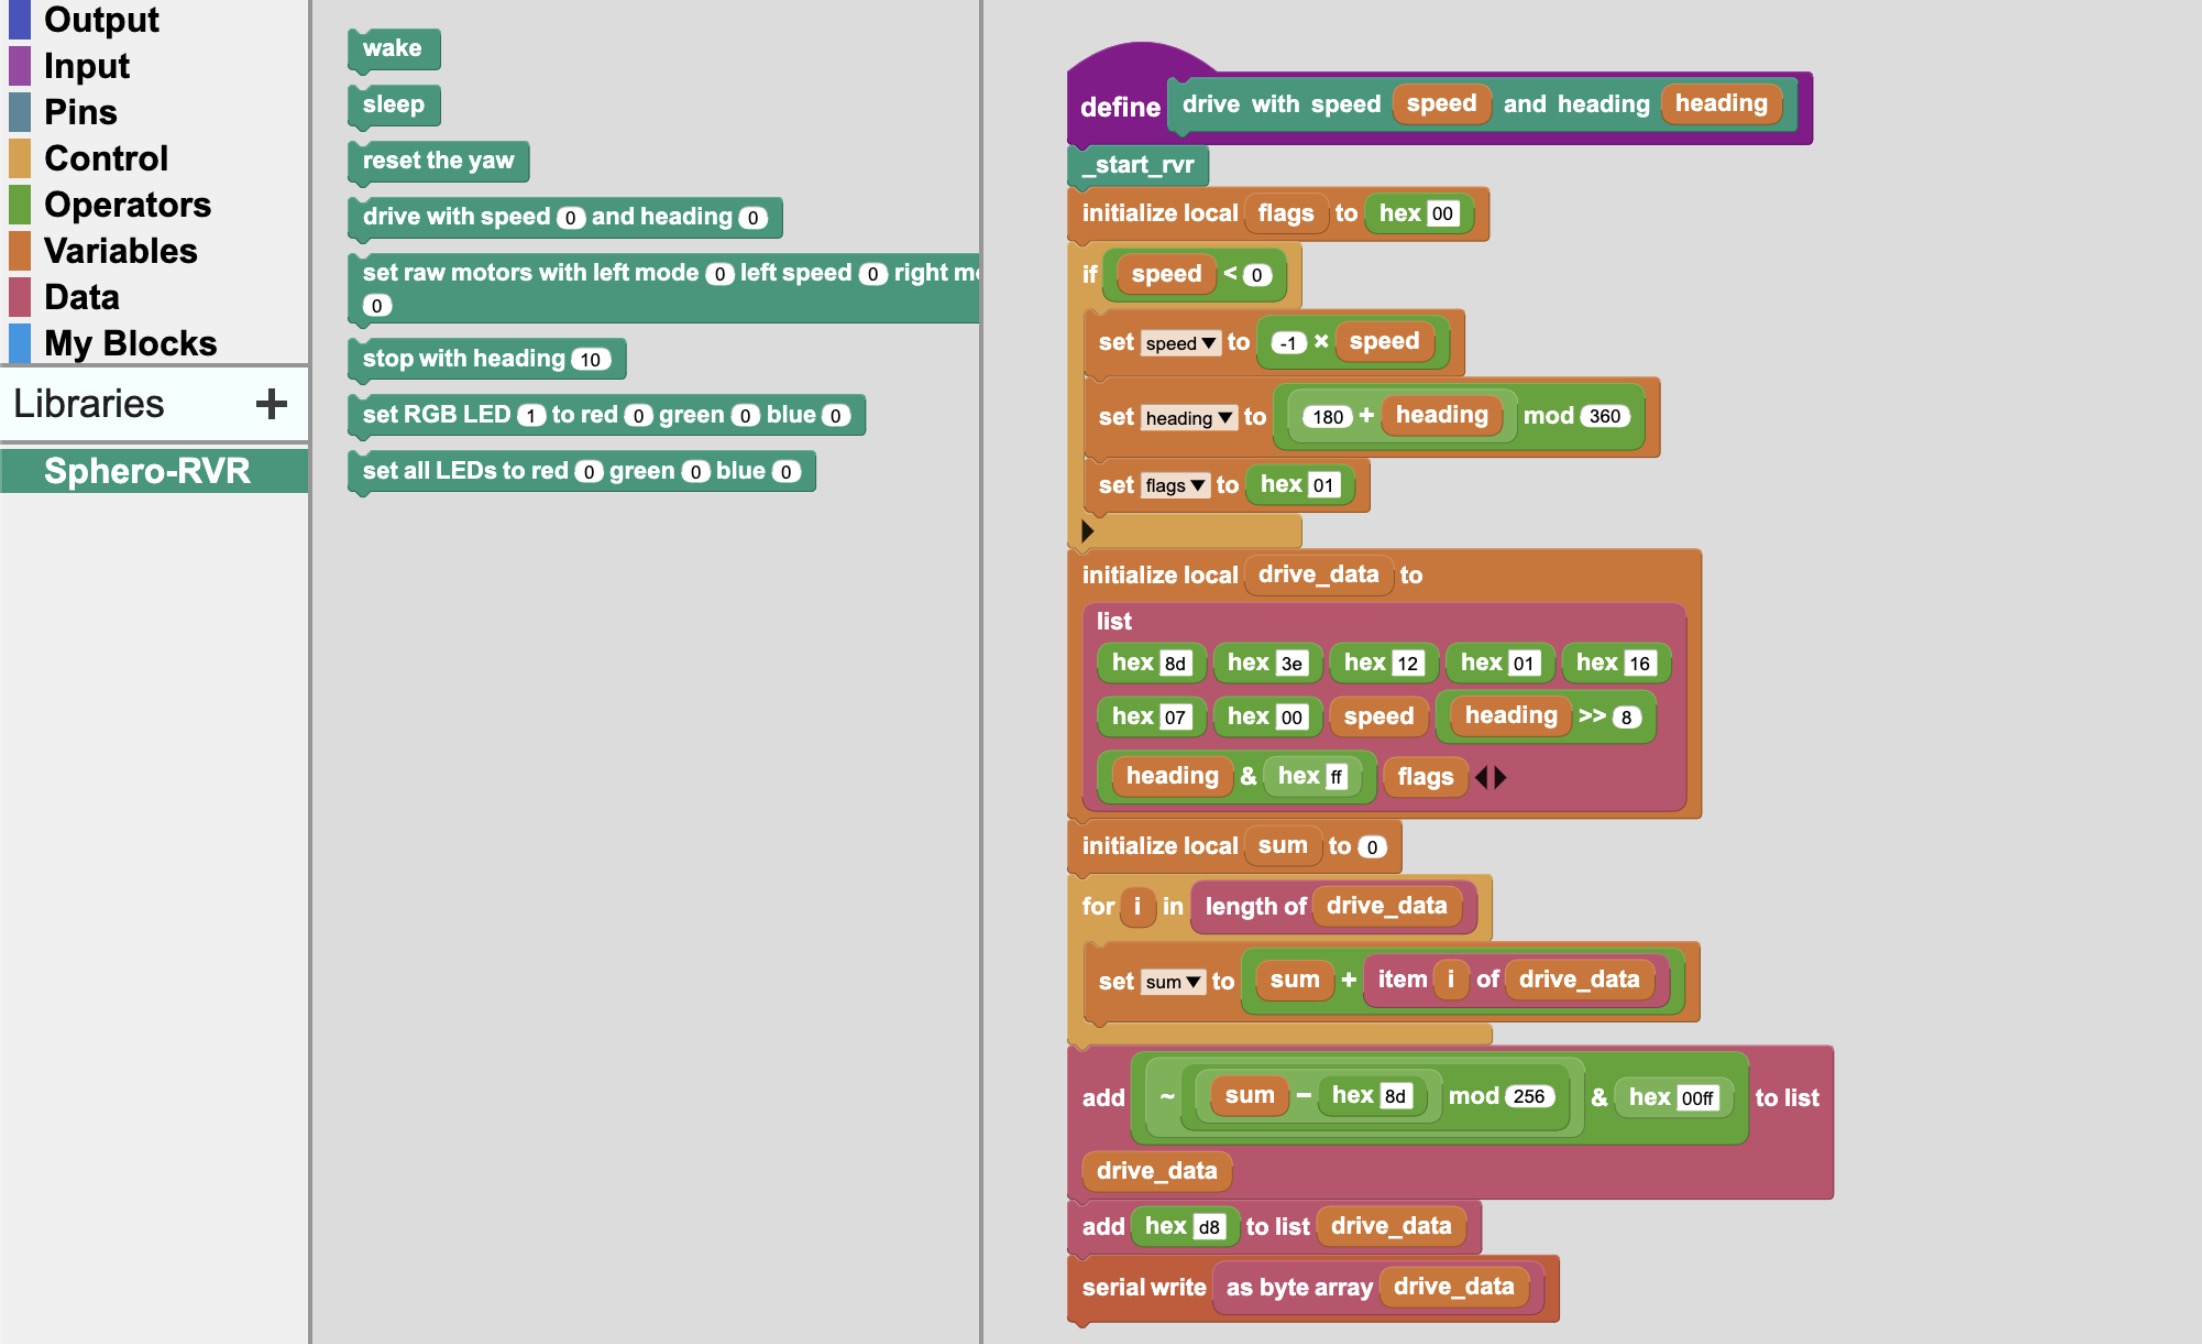 Output
Input
Pins
Control
Operators
Variables
Data
My Blocks
Libraries +
Sphero-RVR
wake
sleep
reset the yaw
drive with speed 0 and heading 0
set raw motors with left mode 0 left speed 0 right m
0
stop with heading 10
set RGB LED 1 to red 0 green 0 blue 0
set all LEDs to red 0 green 0 blue 0
define drive with speed speed and heading heading
_start_rvr
initialize local flags to hex 00
if speed < 0
set speed ▼ to -1 × speed
set heading ▼ to 180 + heading mod 360
set flags ▼ to hex 01
initialize local drive_data to
list
hex 8d hex 3e hex 12 hex 01 hex 16
hex 07 hex 00 speed heading >> 8
heading & hex ff flags
initialize local sum to 0
for i in length of drive_data
set sum ▼ to sum + item i of drive_data
add ~ sum − hex 8d mod 256 & hex 00ff to list
drive_data
add hex d8 to list drive_data
serial write as byte array drive_data